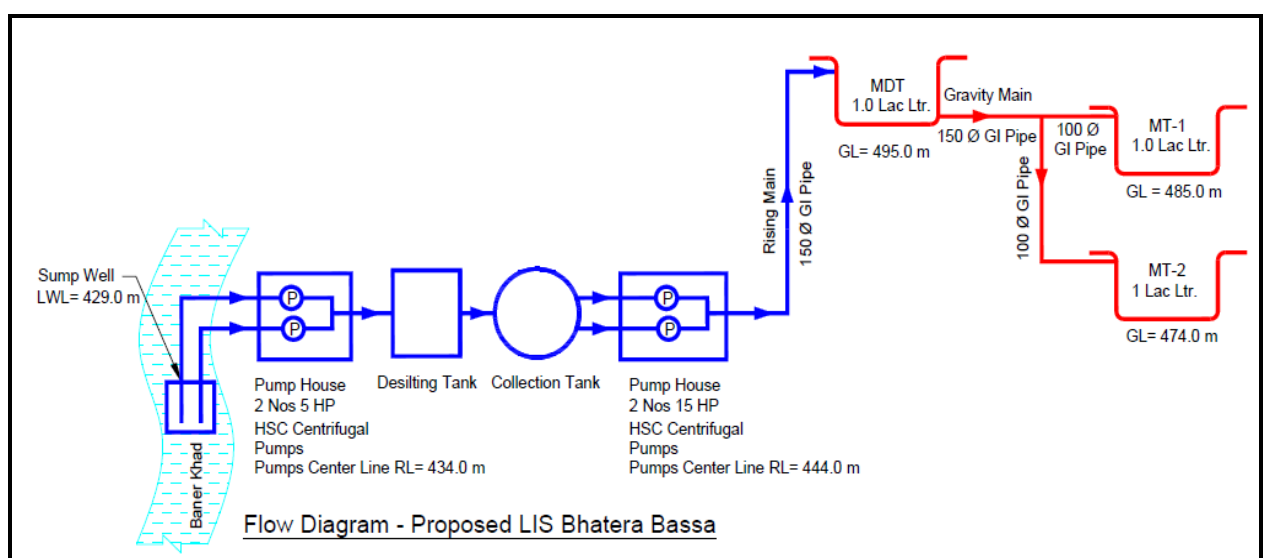 MDT
1.0 Lac Ltr.
GL= 495.0 m
Gravity Main
150 Ø GI Pipe
100 Ø
GI Pipe
MT-1
1.0 Lac Ltr.
GL = 485.0 m
100 Ø GI Pipe
MT-2
1 Lac Ltr.
GL= 474.0 m
Rising Main
150 Ø GI Pipe
Sump Well
LWL= 429.0 m
P
P
P
P
Pump House
2 Nos 5 HP
HSC Centrifugal
Pumps
Pumps Center Line RL= 434.0 m
Desilting Tank
Collection Tank
Pump House
2 Nos 15 HP
HSC Centrifugal
Pumps
Pumps Center Line RL= 444.0 m
Baner Khad
Flow Diagram - Proposed LIS Bhatera Bassa